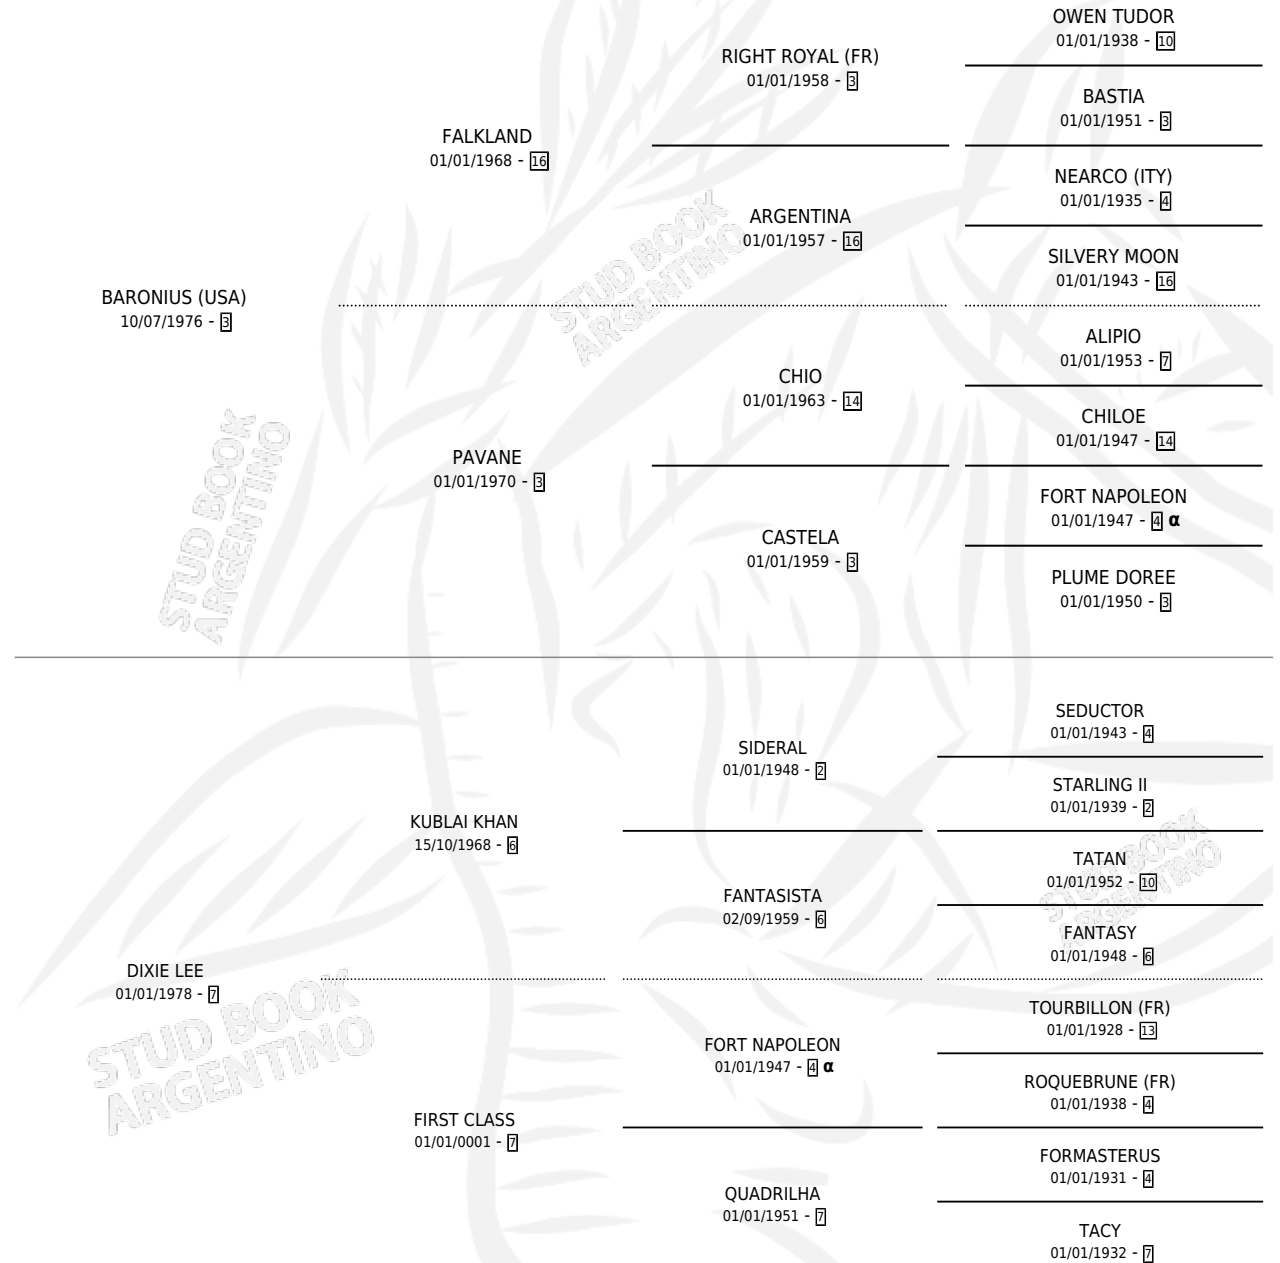 OWEN TUDOR
01/01/1938 - 10
RIGHT ROYAL (FR)
01/01/1958 - 3
BASTIA
01/01/1951 - 3
FALKLAND
01/01/1968 - 16
NEARCO (ITY)
01/01/1935 - 4
ARGENTINA
01/01/1957 - 16
SILVERY MOON
01/01/1943 - 16
STUD BOOK
ARGENTINO
BARONIUS (USA)
10/07/1976 - 3
ALIPIO
01/01/1953 - 7
CHIO
01/01/1963 - 14
CHILOE
01/01/1947 - 14
STUD BOOK
ARGENTINO
PAVANE
01/01/1970 - 3
FORT NAPOLEON
01/01/1947 - 4 α
CASTELA
01/01/1959 - 3
PLUME DOREE
01/01/1950 - 3
SEDUCTOR
01/01/1943 - 4
SIDERAL
01/01/1948 - 2
STARLING II
01/01/1939 - 2
KUBLAI KHAN
15/10/1968 - 6
TATAN
01/01/1952 - 10
STUD BOOK
ARGENTINO
FANTASISTA
02/09/1959 - 6
FANTASY
01/01/1948 - 6
DIXIE LEE
01/01/1978 - 7
STUD BOOK
ARGENTINO
TOURBILLON (FR)
01/01/1928 - 13
FORT NAPOLEON
01/01/1947 - 4 α
ROQUEBRUNE (FR)
01/01/1938 - 4
FIRST CLASS
01/01/0001 - 7
FORMASTERUS
01/01/1931 - 4
QUADRILHA
01/01/1951 - 7
TACY
01/01/1932 - 7